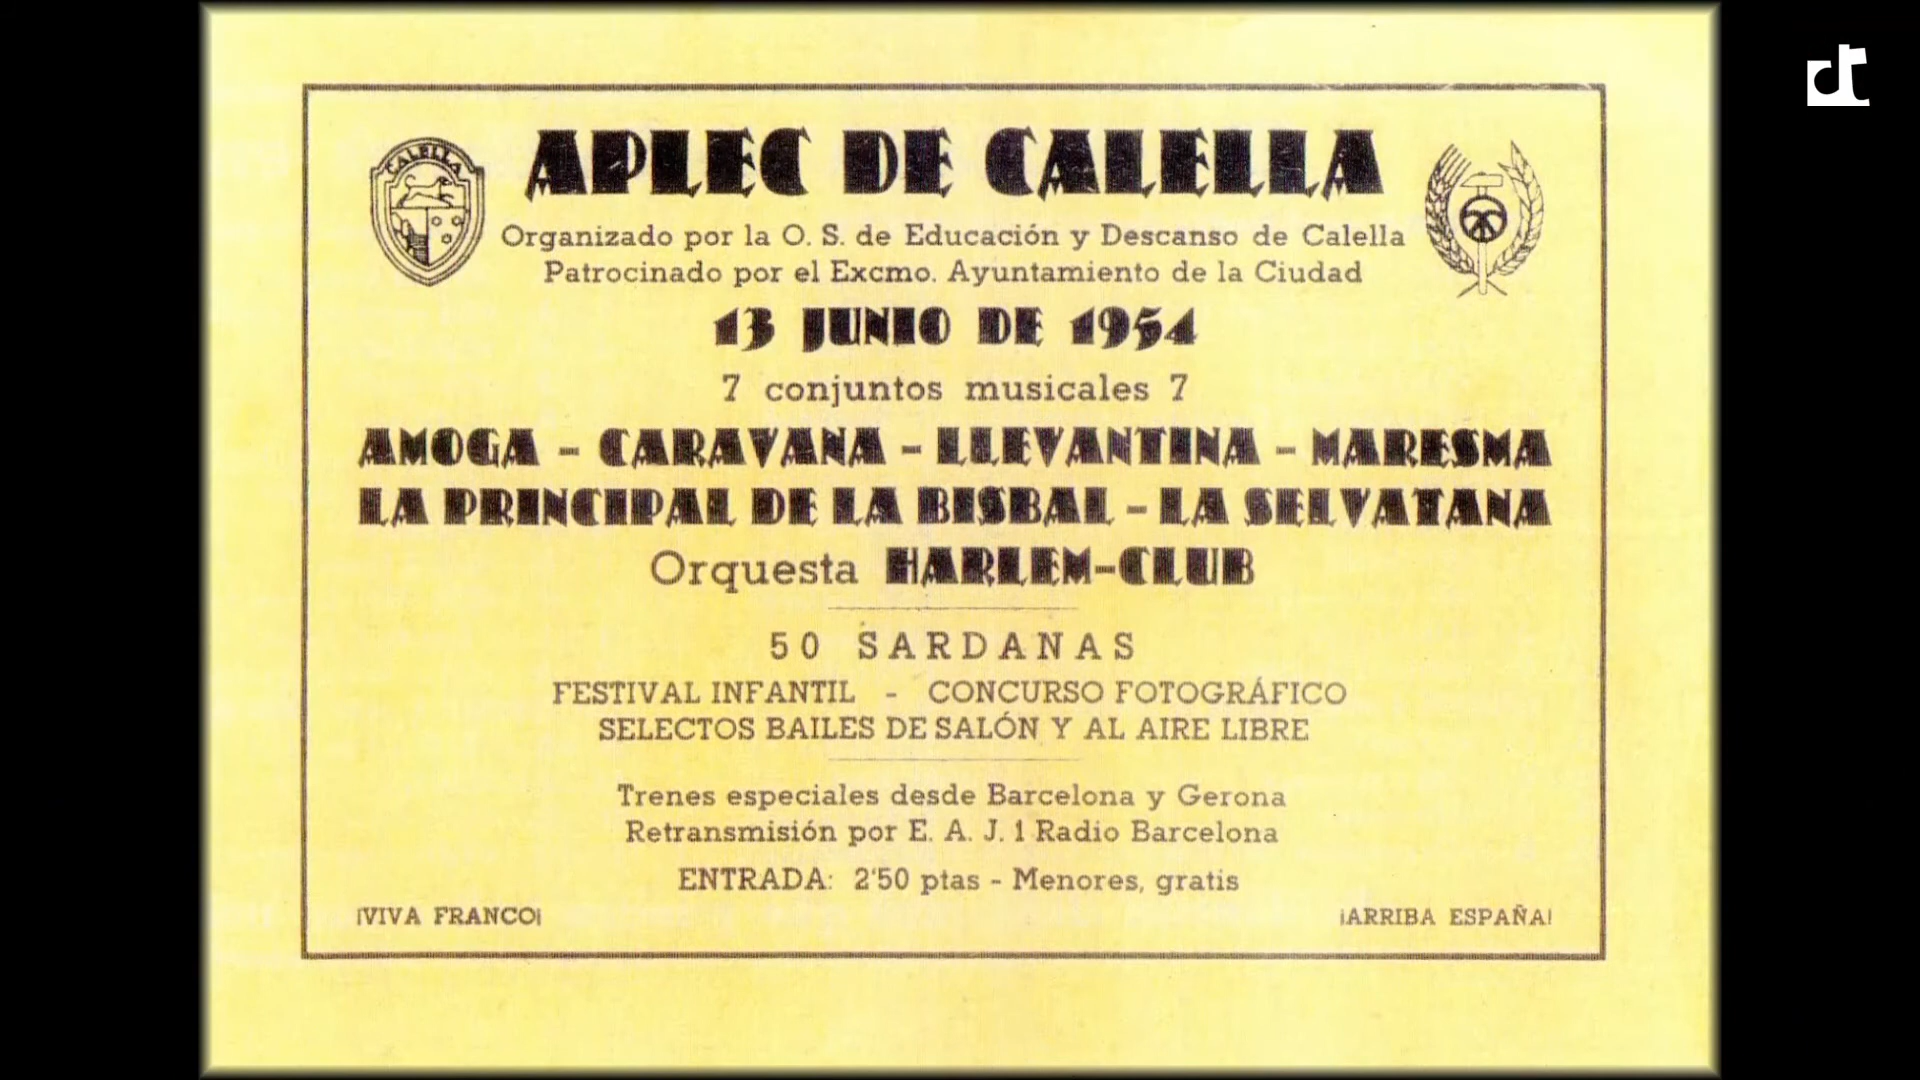 CALELLA
APLEC DE CALELLA
Organizado por la O. S. de Educación y Descanso de Calella
Patrocinado por el Excmo. Ayuntamiento de la Ciudad
13 JUNIO DE 1954
7 conjuntos musicales 7
AMOGA - CARAVANA - LLEVANTINA - MARESMA
LA PRINCIPAL DE LA BISBAL - LA SELVATANA
Orquesta HARLEM-CLUB
50 SARDANAS
FESTIVAL INFANTIL - CONCURSO FOTOGRÁFICO
SELECTOS BAILES DE SALÓN Y AL AIRE LIBRE
Trenes especiales desde Barcelona y Gerona
Retransmisión por E. A. J. 1 Radio Barcelona
ENTRADA: 2'50 ptas - Menores, gratis
¡VIVA FRANCO¡ ¡ARRIBA ESPAÑA!
dt